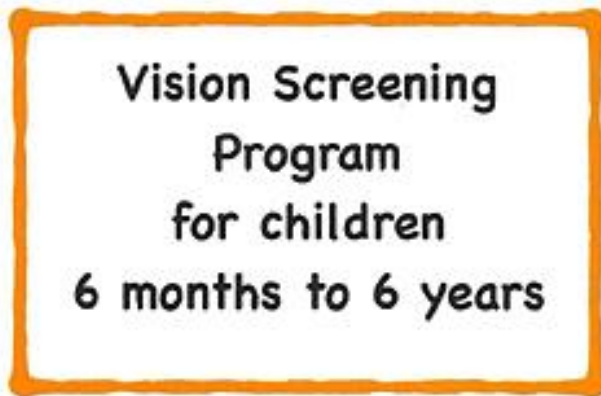 Vision Screening
Program
for children
6 months to 6 years